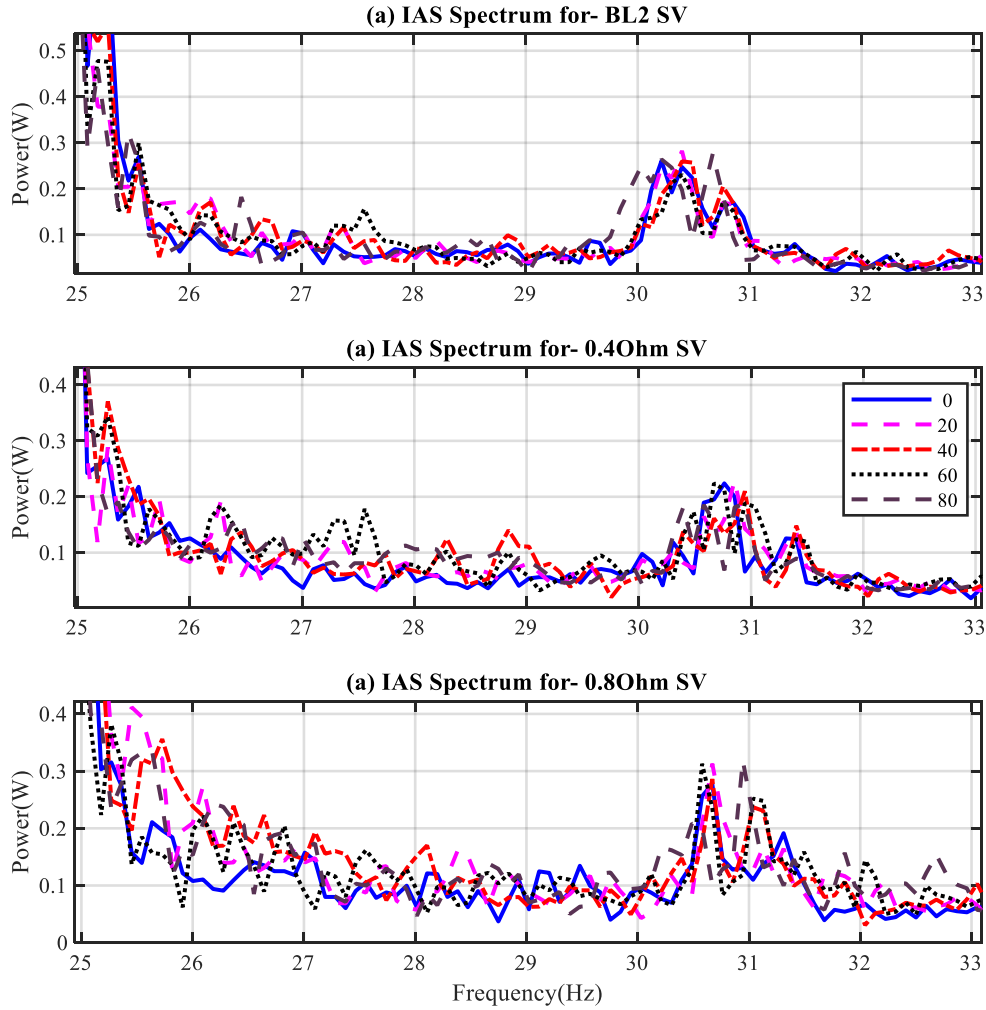 (a) IAS Spectrum for- BL2 SV
0.5
0.4
0.3
0.2
0.1
Power(W)
25 26 27 28 29 30 31 32 33
(a) IAS Spectrum for- 0.4Ohm SV
0.4
0.3
0.2
0.1
Power(W)
0
20
40
60
80
25 26 27 28 29 30 31 32 33
(a) IAS Spectrum for- 0.8Ohm SV
0.4
0.3
0.2
0.1
0
Power(W)
25 26 27 28 29 30 31 32 33
Frequency(Hz)